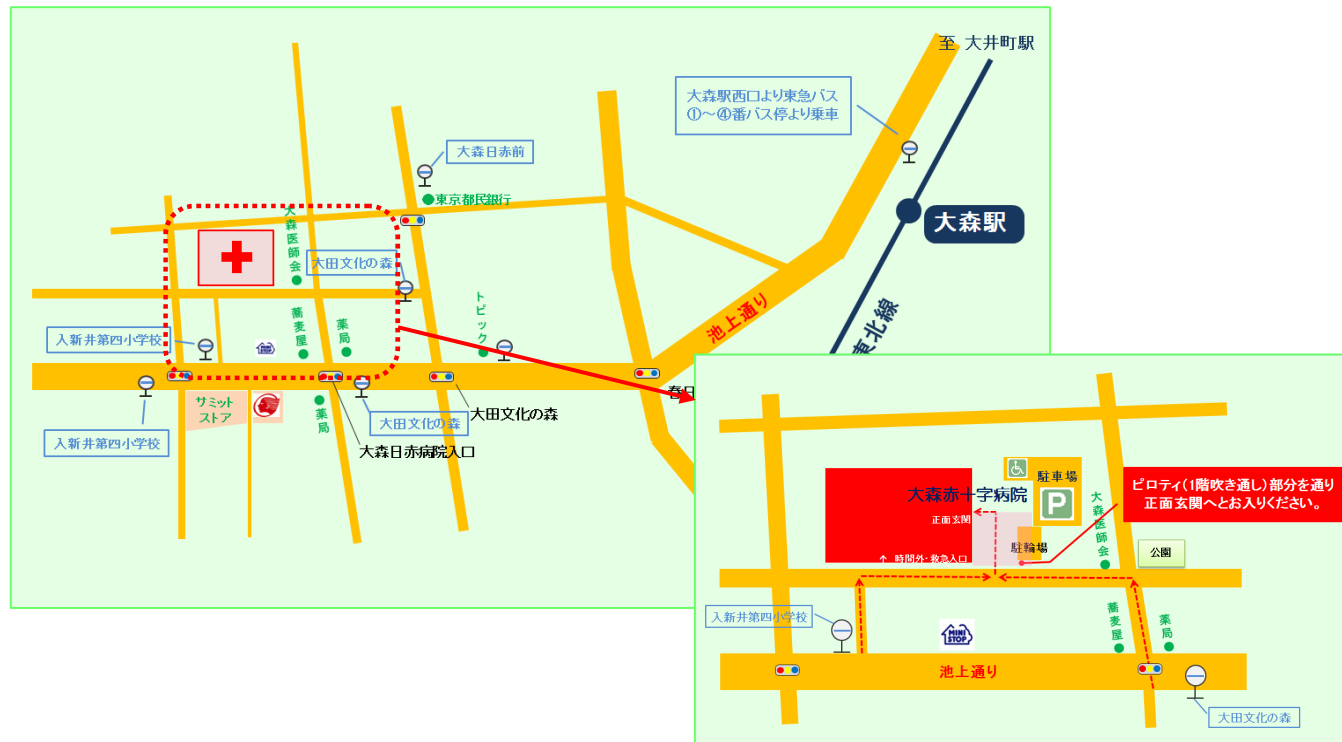 至 大井町駅
大森駅西口より東急バス
①～④番バス停より乗車
大森日赤前
東京都民銀行
大森駅
大森医師会
大田文化の森
池上通り
東北線
トピック
蕎麦屋
薬局
入新井第四小学校
春日
サミット
ストア
薬局
大田文化の森
大田文化の森
入新井第四小学校
大森日赤病院入口
駐車場
P
ピロティ(1階吹き通し)部分を通り
正面玄関へとお入りください。
大森赤十字病院
正面玄関
大森医師会
駐輪場
公園
↑ 時間外・救急入口
入新井第四小学校
MINI
STOP
蕎麦屋
薬局
池上通り
大田文化の森